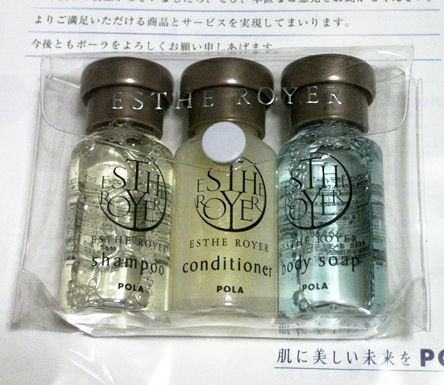 よりご満足いただける商品とサービスを実現してまいります。
今後ともポーラをよろしくお願い申しあげます。
ESTHE ROYER
ESTHE
ROYER
ESTHE ROYER
shampoo
POLA
ESTHE
ROYER
ESTHE ROYER
conditioner
POLA
ESTHE
ROYER
ESTHE ROYER
body soap
POLA
肌に美しい未来を PO